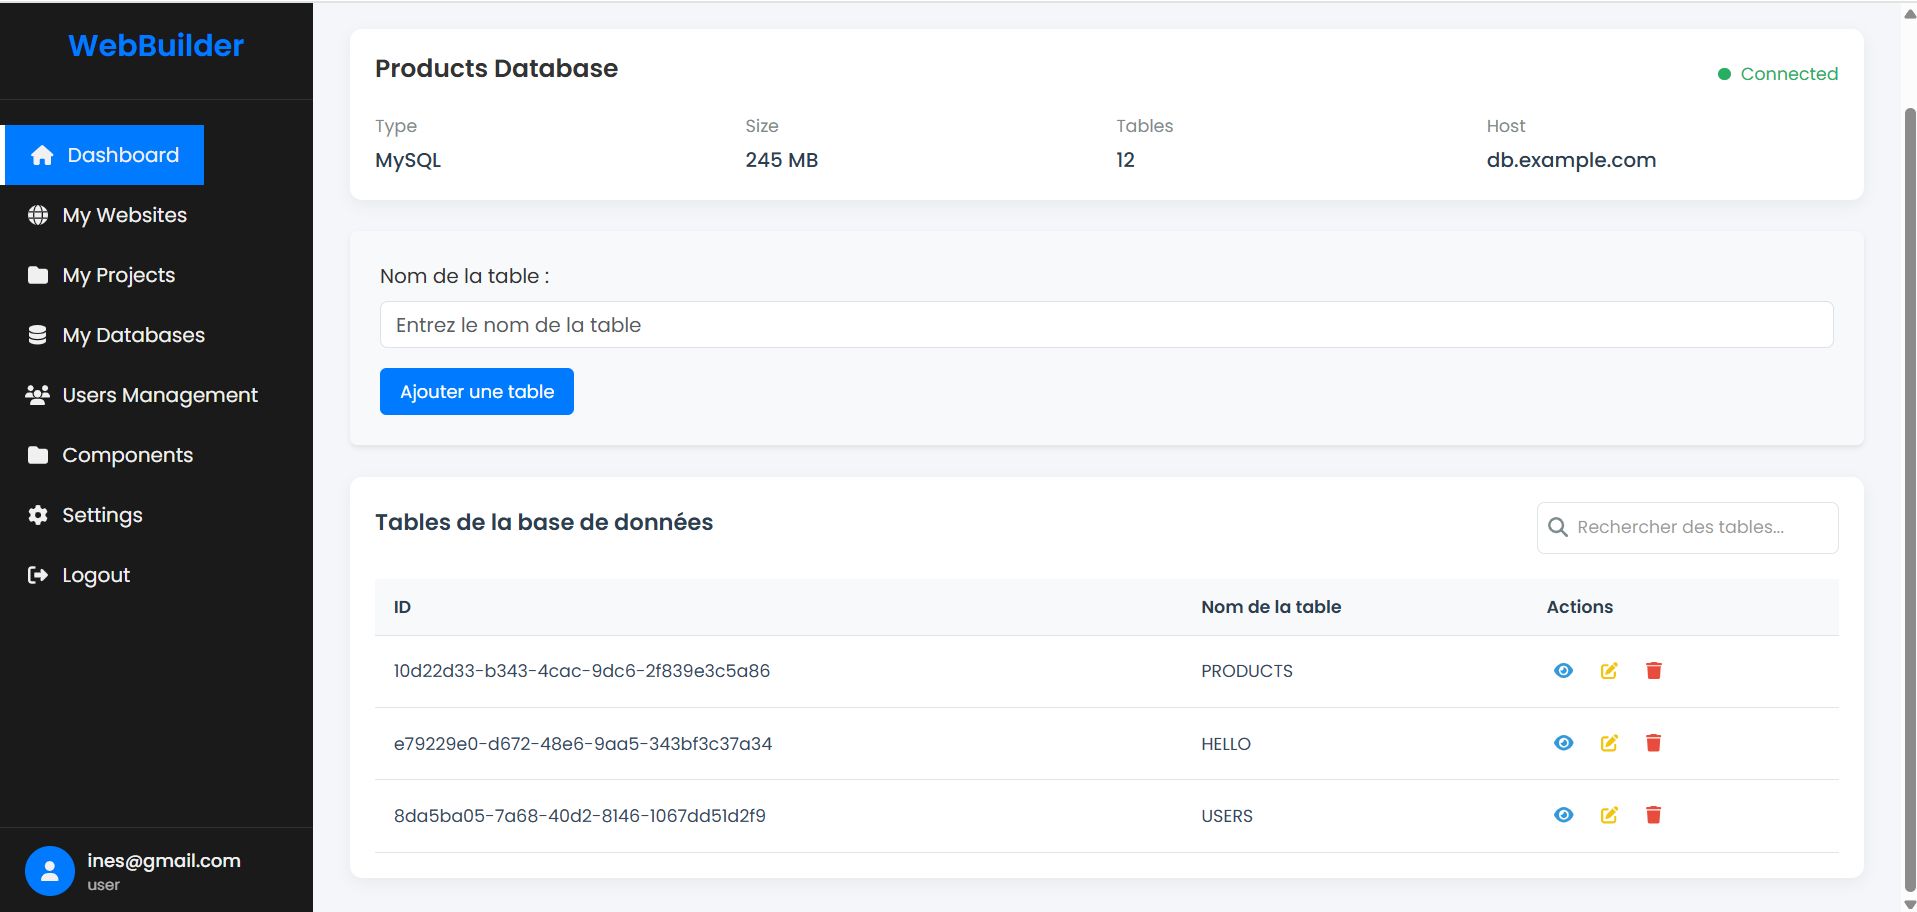 WebBuilder
Dashboard
My Websites
My Projects
My Databases
Users Management
Components
Settings
Logout
ines@gmail.com
user
Products Database
Connected
Type
Size
Tables
Host
MySQL
245 MB
12
db.example.com
Nom de la table :
Entrez le nom de la table
Ajouter une table
Tables de la base de données
Rechercher des tables...
ID
Nom de la table
Actions
10d22d33-b343-4cac-9dc6-2f839e3c5a86
PRODUCTS
e79229e0-d672-48e6-9aa5-343bf3c37a34
HELLO
8da5ba05-7a68-40d2-8146-1067dd51d2f9
USERS